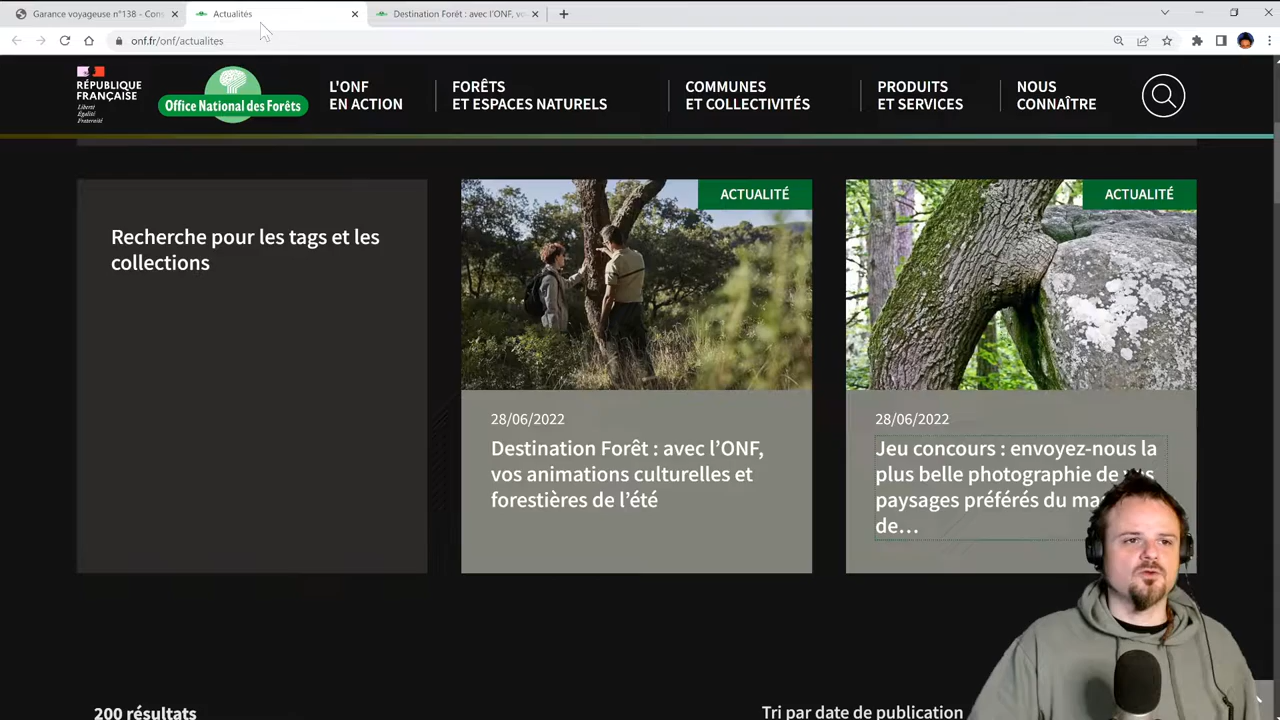 Garance voyageuse n°138 - Con
Actualités
Destination Forêt : avec l'ONF, v
onf.fr/onf/actualites
RÉPUBLIQUE
FRANÇAISE
Liberté
Égalité
Fraternité
Office National des Forêts
L'ONF
EN ACTION
FORÊTS
ET ESPACES NATURELS
COMMUNES
ET COLLECTIVITÉS
PRODUITS
ET SERVICES
NOUS
CONNAÎTRE
Recherche pour les tags et les
collections
ACTUALITÉ
28/06/2022
Destination Forêt : avec l’ONF,
vos animations culturelles et
forestières de l’été
ACTUALITÉ
28/06/2022
Jeu concours : envoyez-nous la
plus belle photographie de
paysages préférés du
de…
200 résultats
Tri par date de publication